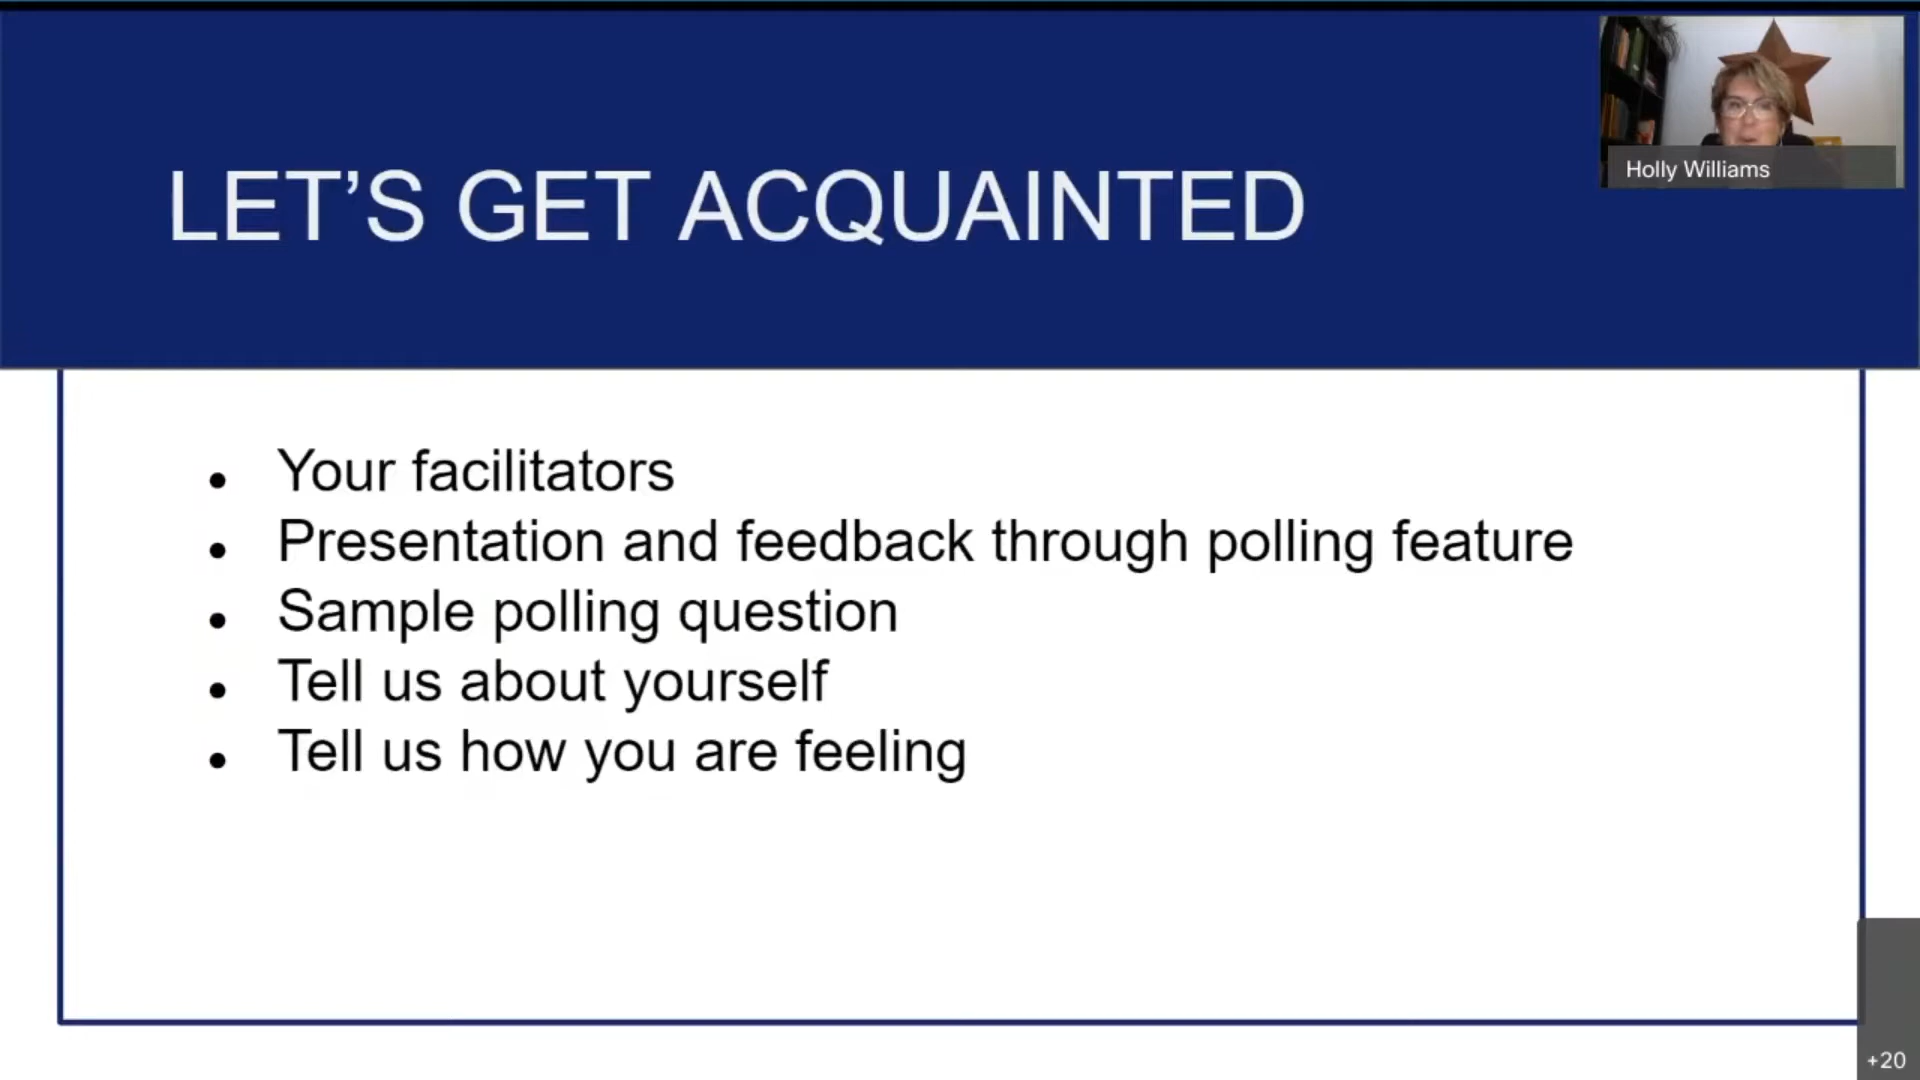 Holly Williams
LET’S GET ACQUAINTED
Your facilitators
Presentation and feedback through polling feature
Sample polling question
Tell us about yourself
Tell us how you are feeling
+20